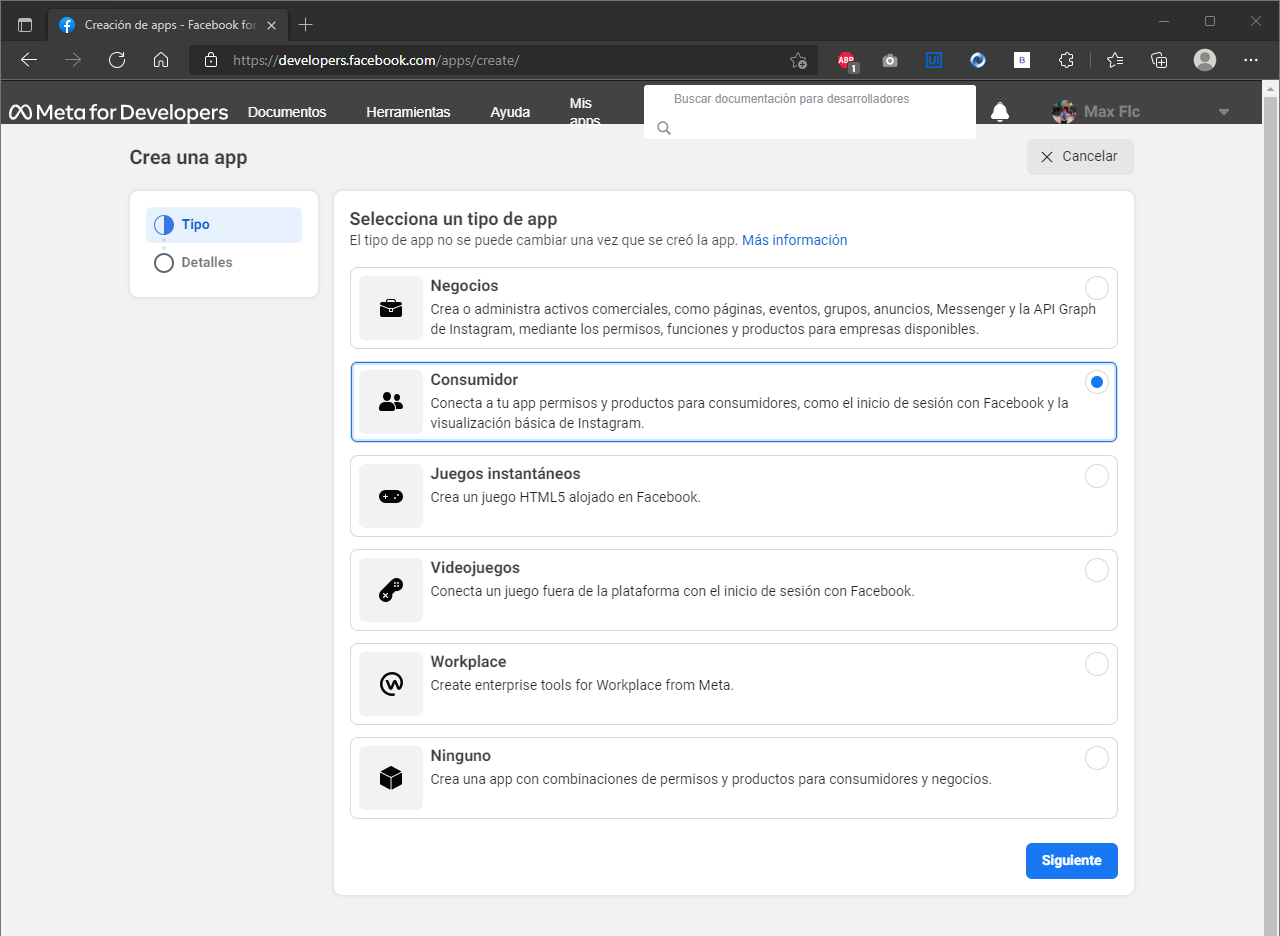 Creación de apps - Facebook for
https://developers.facebook.com/apps/create/
ABP
1
UJ
B
Meta for Developers
Documentos
Herramientas
Ayuda
Mis
apps
Buscar documentación para desarrolladores
Max Flc
Crea una app
Cancelar
Tipo
Detalles
Selecciona un tipo de app
El tipo de app no se puede cambiar una vez que se creó la app. Más información
Negocios
Crea o administra activos comerciales, como páginas, eventos, grupos, anuncios, Messenger y la API Graph
de Instagram, mediante los permisos, funciones y productos para empresas disponibles.
Consumidor
Conecta a tu app permisos y productos para consumidores, como el inicio de sesión con Facebook y la
visualización básica de Instagram.
Juegos instantáneos
Crea un juego HTML5 alojado en Facebook.
Videojuegos
Conecta un juego fuera de la plataforma con el inicio de sesión con Facebook.
Workplace
Create enterprise tools for Workplace from Meta.
Ninguno
Crea una app con combinaciones de permisos y productos para consumidores y negocios.
Siguiente